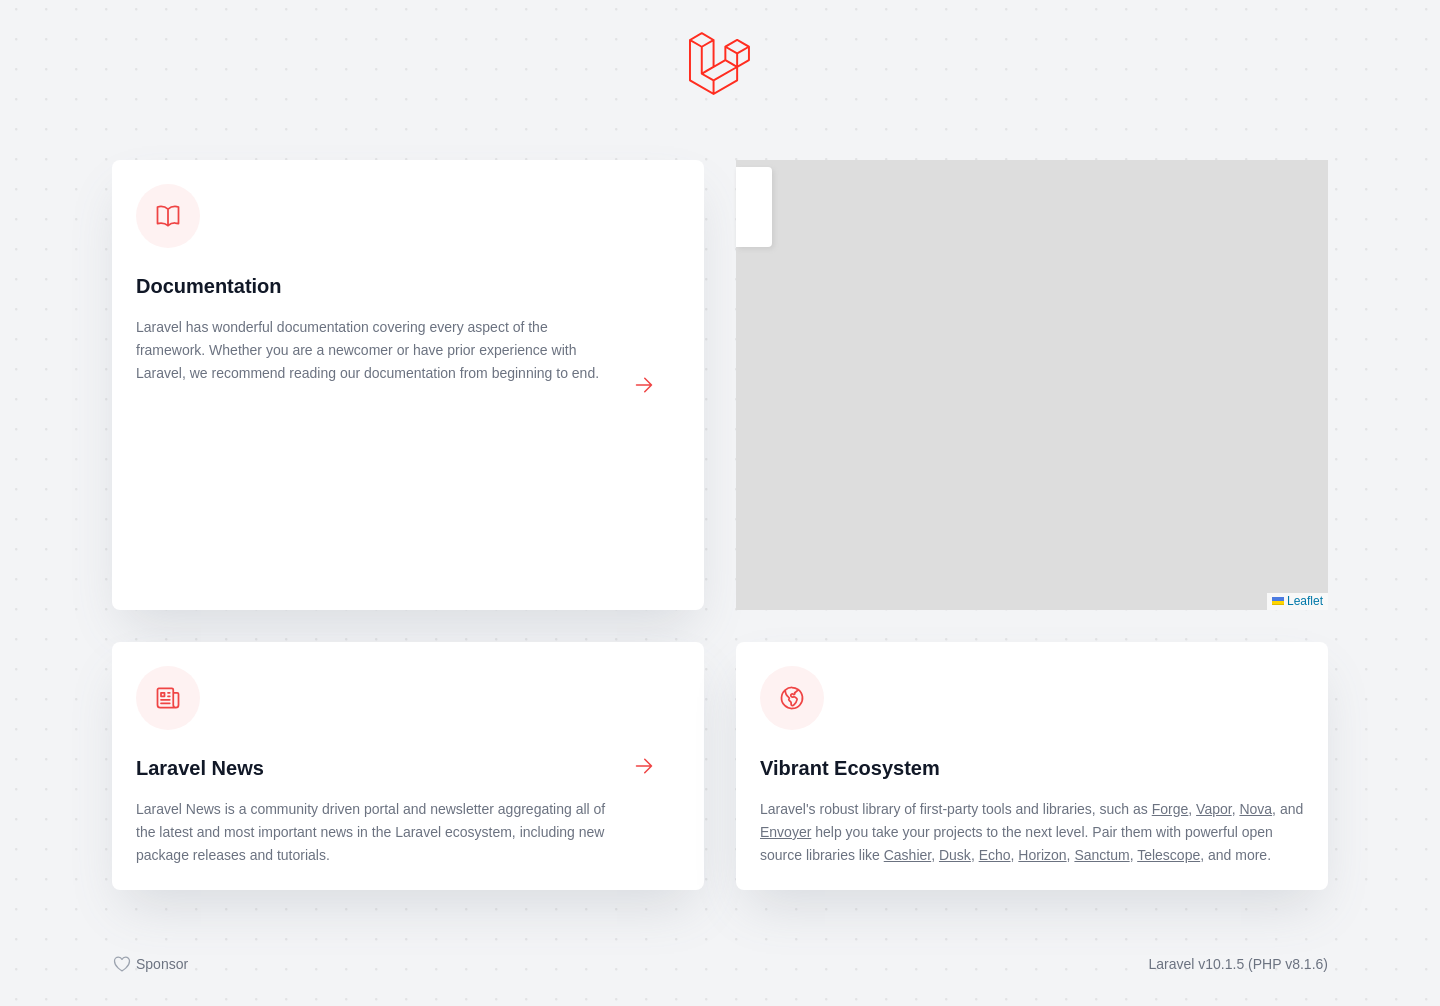 Documentation
Laravel has wonderful documentation covering every aspect of the
framework. Whether you are a newcomer or have prior experience with
Laravel, we recommend reading our documentation from beginning to end.
Leaflet
Laravel News
Laravel News is a community driven portal and newsletter aggregating all of
the latest and most important news in the Laravel ecosystem, including new
package releases and tutorials.
Vibrant Ecosystem
Laravel's robust library of first-party tools and libraries, such as Forge, Vapor, Nova, and
Envoyer help you take your projects to the next level. Pair them with powerful open
source libraries like Cashier, Dusk, Echo, Horizon, Sanctum, Telescope, and more.
Sponsor
Laravel v10.1.5 (PHP v8.1.6)